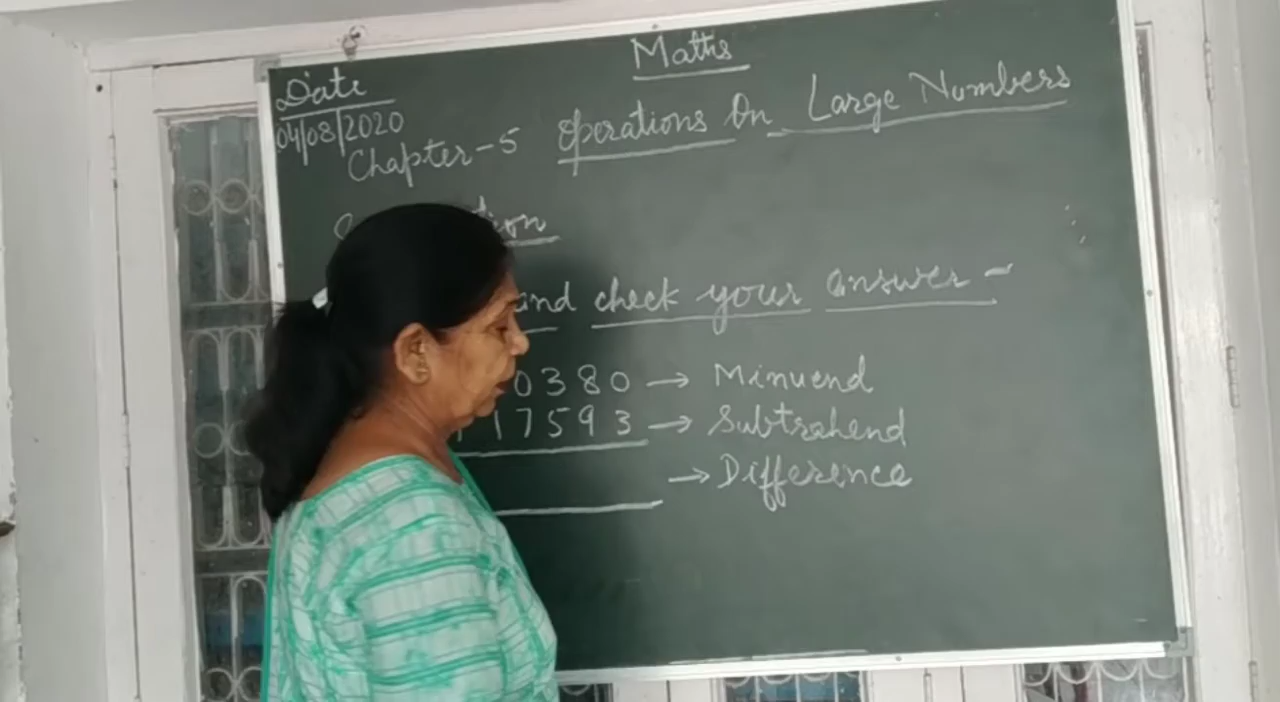 Maths
Date
04/08/2020
Chapter-5 Operations On Large Numbers
and check your answer -
0380 → Minuend
17593 → Subtrahend
→ Difference